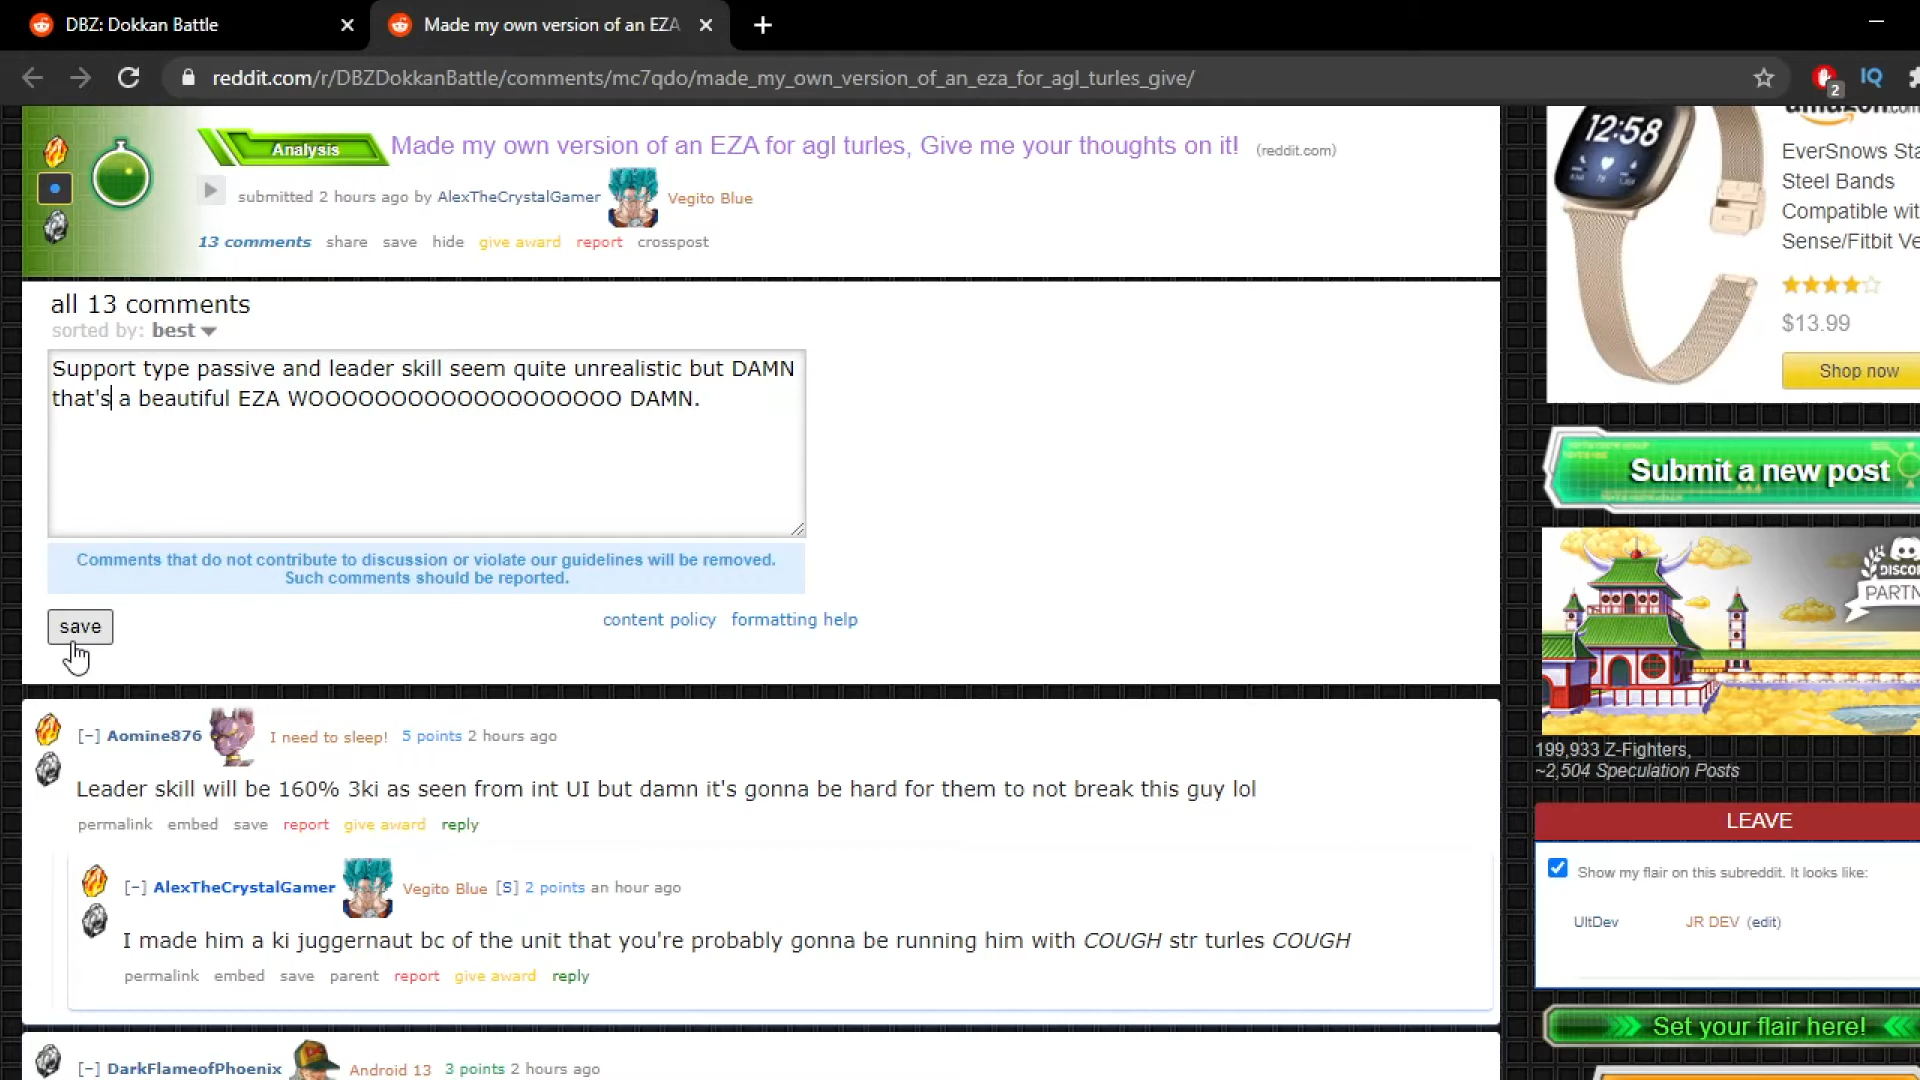 DBZ: Dokkan Battle
Made my own version of an EZA
reddit.com/r/DBZDokkanBattle/comments/mc7qdo/made_my_own_version_of_an_eza_for_agl_turles_give/
2
IQ
Analysis
Made my own version of an EZA for agl turles, Give me your thoughts on it! (reddit.com)
submitted 2 hours ago by AlexTheCrystalGamer Vegito Blue
13 comments share save hide give award report crosspost
all 13 comments
sorted by: best
Support type passive and leader skill seem quite unrealistic but DAMN
that's a beautiful EZA WOOOOOOOOOOOOOOOOOOO DAMN.
Comments that do not contribute to discussion or violate our guidelines will be removed.
Such comments should be reported.
save
content policy formatting help
[–] Aomine876 I need to sleep! 5 points 2 hours ago
Leader skill will be 160% 3ki as seen from int UI but damn it's gonna be hard for them to not break this guy lol
permalink embed save report give award reply
[–] AlexTheCrystalGamer Vegito Blue [S] 2 points an hour ago
I made him a ki juggernaut bc of the unit that you're probably gonna be running him with COUGH str turles COUGH
permalink embed save parent report give award reply
[–] DarkFlameofPhoenix Android 13 3 points 2 hours ago
amazon.com
12:58
EverSnows Sta
Steel Bands
Compatible wit
Sense/Fitbit Ve
$13.99
Shop now
Submit a new post
DISCOR
PARTN
199,933 Z-Fighters,
~2,504 Speculation Posts
LEAVE
Show my flair on this subreddit. It looks like:
UltDev JR DEV (edit)
Set your flair here!